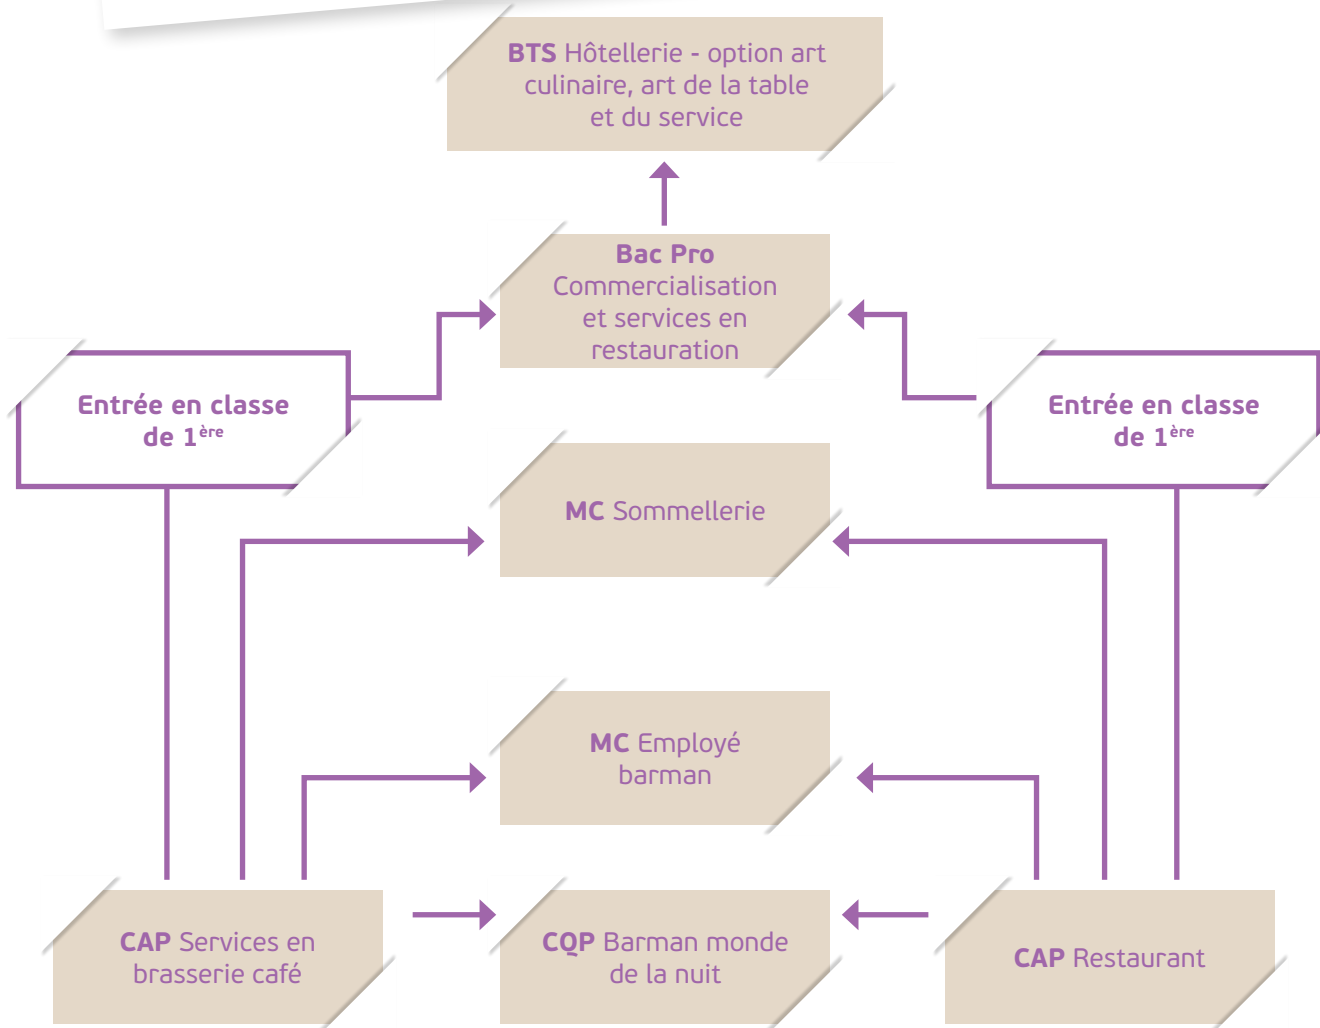 BTS Hôtellerie - option art
culinaire, art de la table
et du service
Bac Pro
Commercialisation
et services en
restauration
Entrée en classe
de 1ère
Entrée en classe
de 1ère
MC Sommellerie
MC Employé
barman
CAP Services en
brasserie café
CQP Barman monde
de la nuit
CAP Restaurant